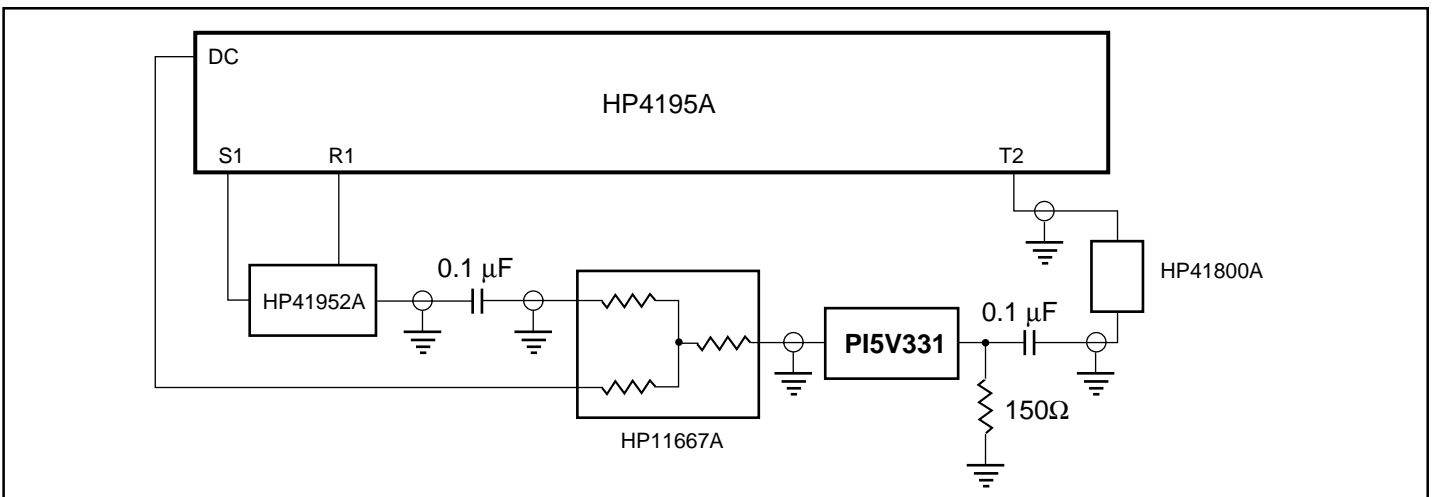 DC
HP4195A
S1
R1
T2
HP41800A
0.1 μF
HP41952A
0.1 μF
PI5V331
150Ω
HP11667A